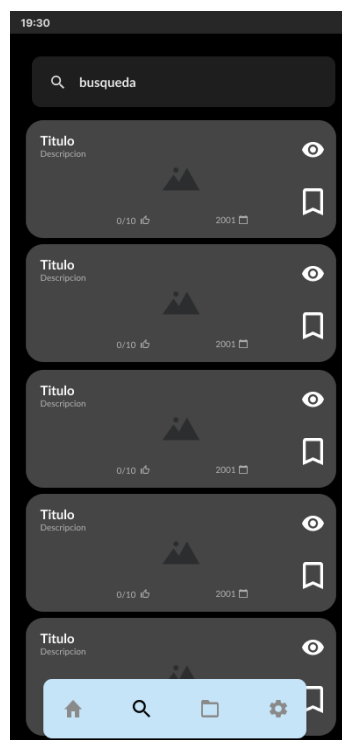 19:30
busqueda
Titulo
Descripcion
0/10 2001
Titulo
Descripcion
0/10 2001
Titulo
Descripcion
0/10 2001
Titulo
Descripcion
0/10 2001
Titulo
Descripcion